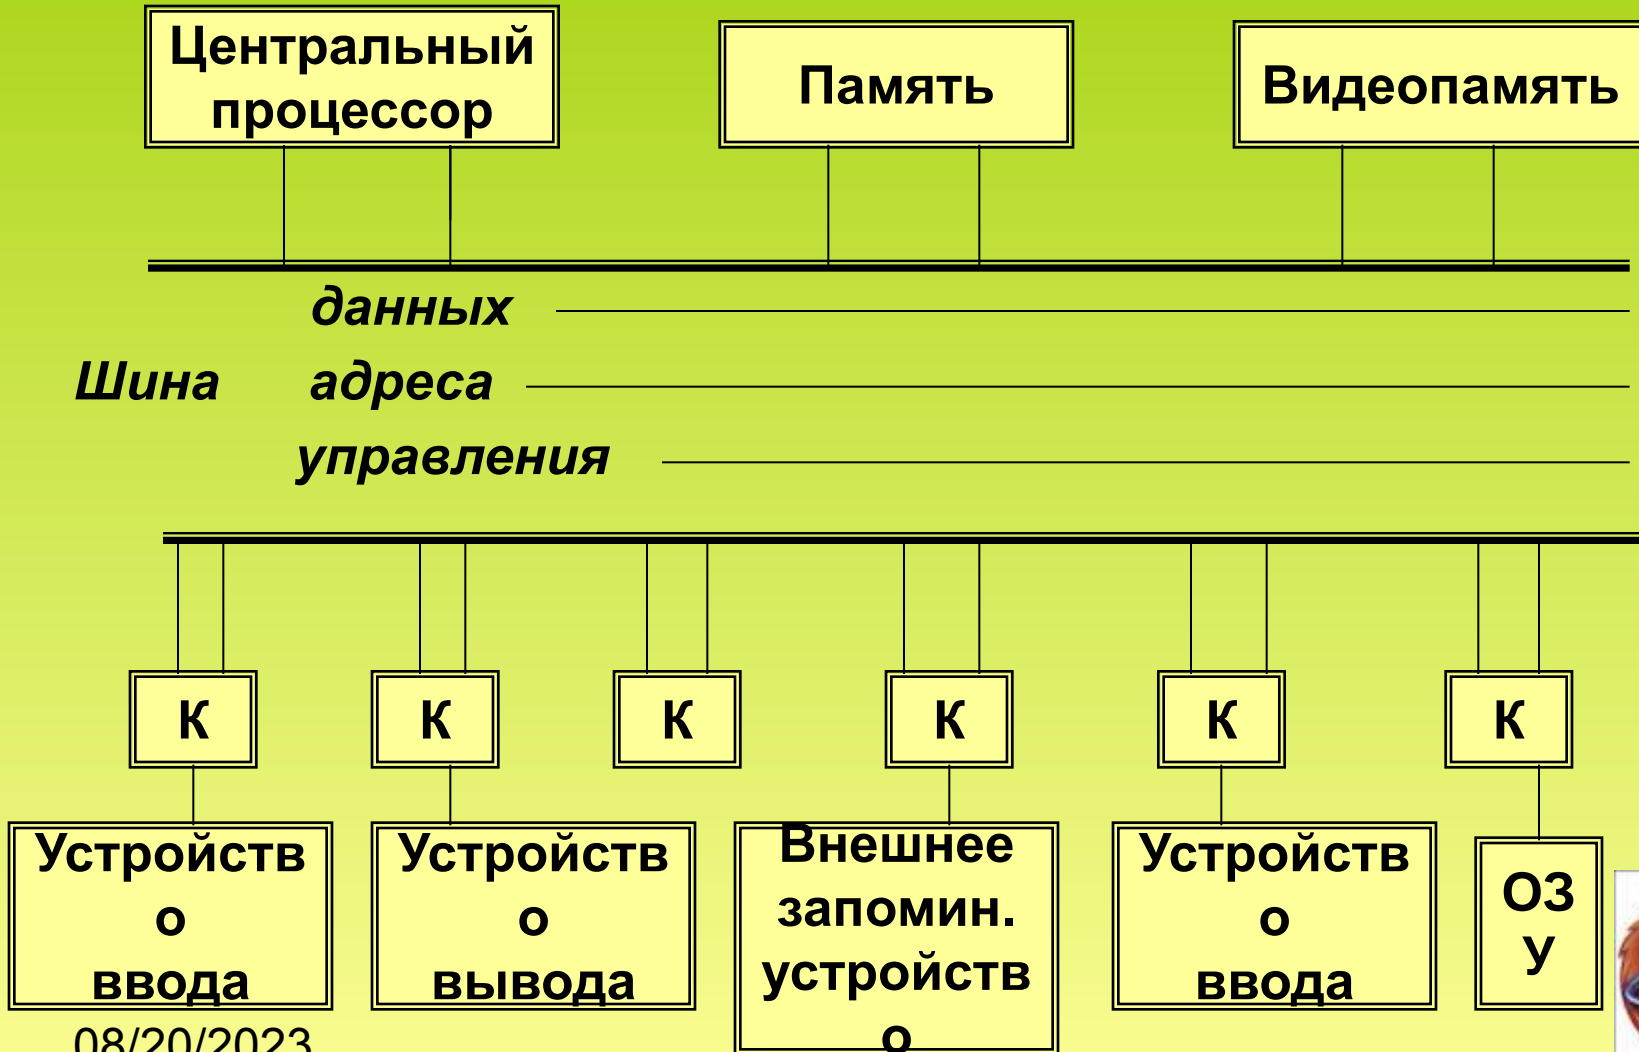 Центральный
процессор
Память
Видеопамять
данных
Шина адреса
управления
К
К
К
К
К
К
Устройств
о
ввода
Устройств
о
вывода
Внешнее
запомин.
устройств
о
Устройств
о
ввода
ОЗ
У
08/20/2023